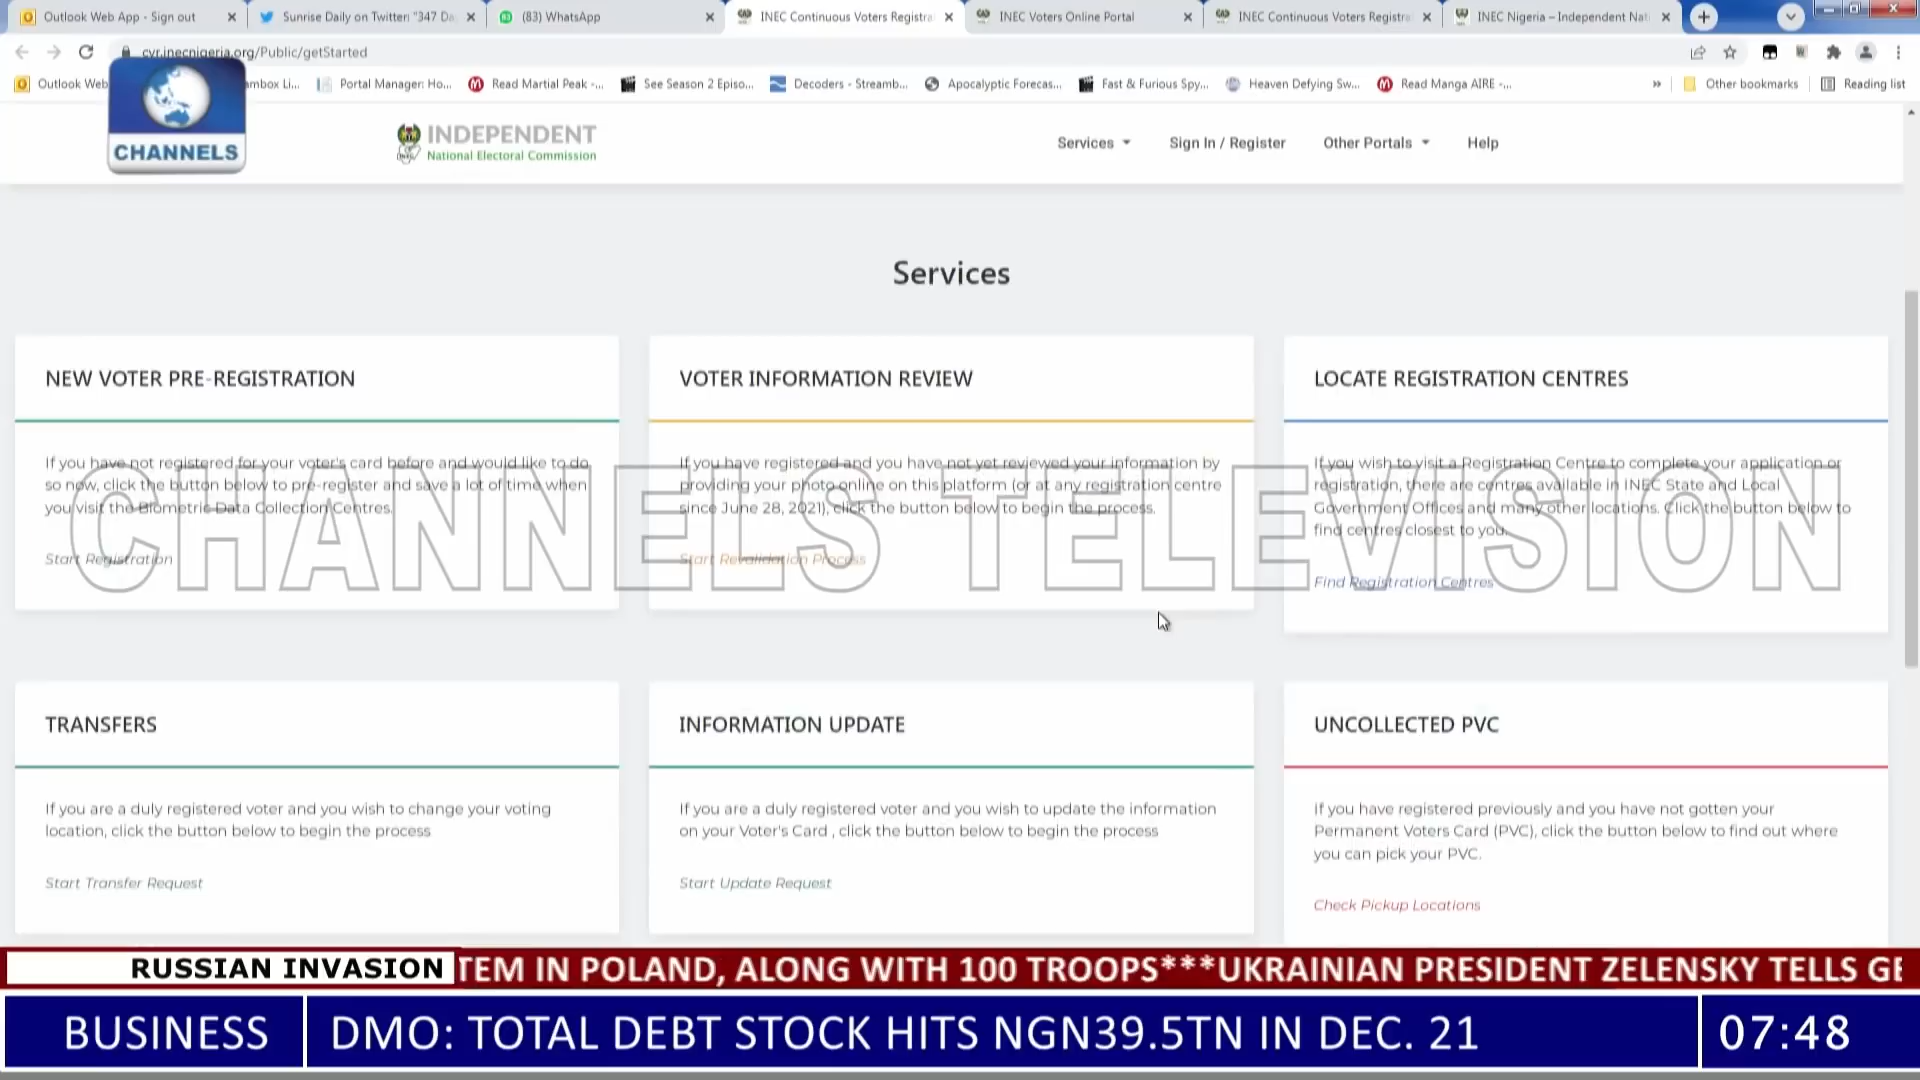 Outlook Web App - Sign out
Sunrise Daily on Twitter: "347 Da
(83) WhatsApp
INEC Continuous Voters Registra
INEC Voters Online Portal
INEC Continuous Voters Registra
INEC Nigeria – Independent Nat
cvr.inecnigeria.org/Public/getStarted
Outlook Web
mbox Li...
Portal Manager: Ho...
Read Martial Peak -...
See Season 2 Episo...
Decoders - Streamb...
Apocalyptic Forecas...
Fast & Furious Spy...
Heaven Defying Sw...
Read Manga AIRE -...
»
Other bookmarks
Reading list
CHANNELS
INDEPENDENT
National Electoral Commission
Services
Sign In / Register
Other Portals
Help
Services
NEW VOTER PRE-REGISTRATION
If you have not registered for your voter's card before and would like to do
so now, click the button below to pre-register and save a lot of time when
you visit the Biometric Data Collection Centres.
Start Registration
VOTER INFORMATION REVIEW
If you have registered and you have not yet reviewed your information by
providing your photo online on this platform (or at any registration centre
since June 28, 2021), click the button below to begin the process.
Start Revalidation Process
LOCATE REGISTRATION CENTRES
If you wish to visit a Registration Centre to complete your application or
registration, there are centres available in INEC State and Local
Government Offices and many other locations. Click the button below to
find centres closest to you.
Find Registration Centres
CHANNELS TELEVISION
TRANSFERS
If you are a duly registered voter and you wish to change your voting
location, click the button below to begin the process
Start Transfer Request
INFORMATION UPDATE
If you are a duly registered voter and you wish to update the information
on your Voter's Card , click the button below to begin the process
Start Update Request
UNCOLLECTED PVC
If you have registered previously and you have not gotten your
Permanent Voters Card (PVC), click the button below to find out where
you can pick your PVC.
Check Pickup Locations
RUSSIAN INVASION
TEM IN POLAND, ALONG WITH 100 TROOPS***UKRAINIAN PRESIDENT ZELENSKY TELLS GE
BUSINESS
DMO: TOTAL DEBT STOCK HITS NGN39.5TN IN DEC. 21
07:48